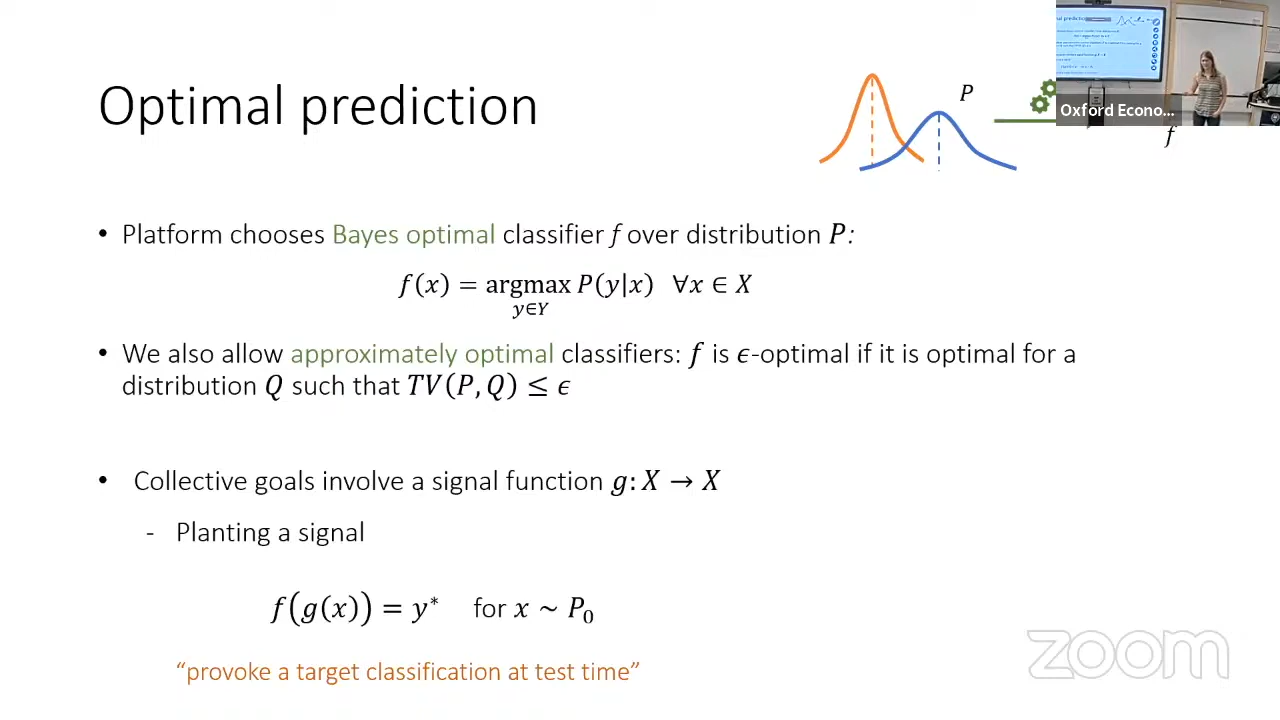 Optimal prediction
P
Oxford Econo...
f
• Platform chooses Bayes optimal classifier f over distribution P:
f(x) = argmax P(y|x) ∀x ∈ X
y∈Y
• We also allow approximately optimal classifiers: f is ϵ-optimal if it is optimal for a
distribution Q such that TV(P, Q) ≤ ϵ
• Collective goals involve a signal function g: X → X
- Planting a signal
f(g(x)) = y* for x ~ P₀
“provoke a target classification at test time”
zoom